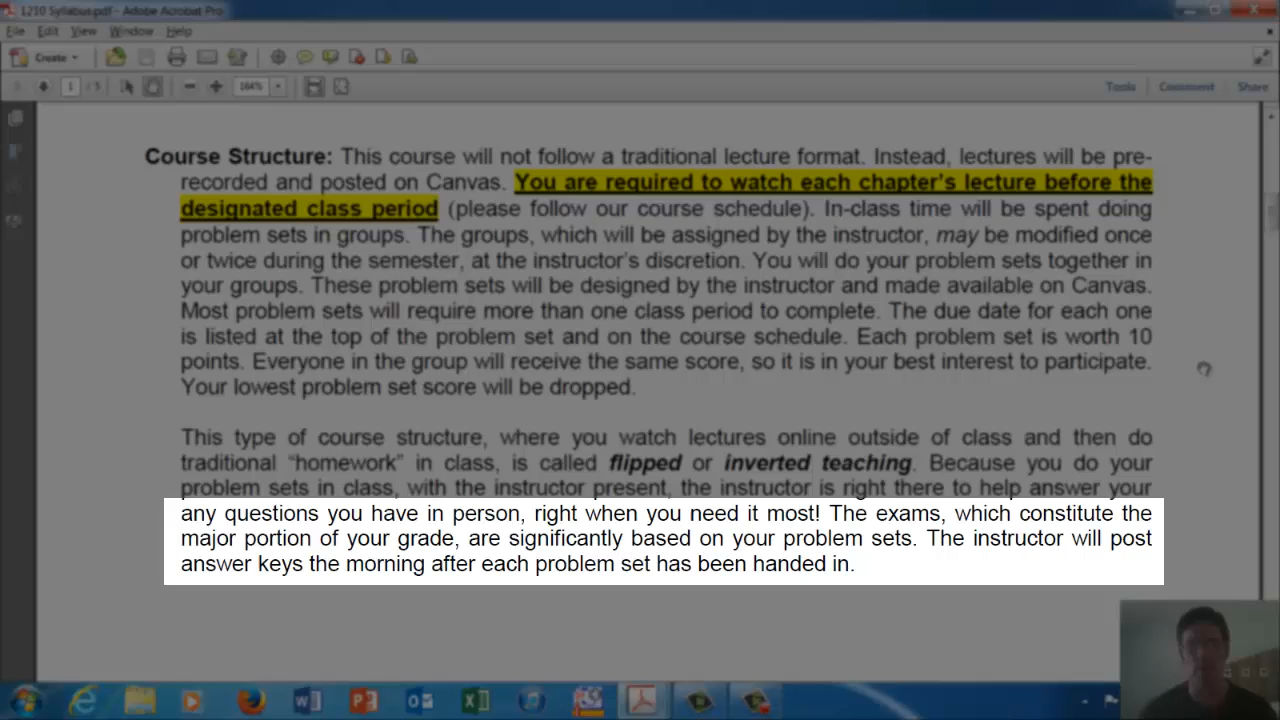 1210 Syllabus.pdf - Adobe Acrobat Pro
File Edit View Window Help
Create
1 / 5 164% Tools Comment Share
Course Structure: This course will not follow a traditional lecture format. Instead, lectures will be pre-
recorded and posted on Canvas. You are required to watch each chapter's lecture before the
designated class period (please follow our course schedule). In-class time will be spent doing
problem sets in groups. The groups, which will be assigned by the instructor, may be modified once
or twice during the semester, at the instructor's discretion. You will do your problem sets together in
your groups. These problem sets will be designed by the instructor and made available on Canvas.
Most problem sets will require more than one class period to complete. The due date for each one
is listed at the top of the problem set and on the course schedule. Each problem set is worth 10
points. Everyone in the group will receive the same score, so it is in your best interest to participate.
Your lowest problem set score will be dropped.
This type of course structure, where you watch lectures online outside of class and then do
traditional "homework" in class, is called flipped or inverted teaching. Because you do your
problem sets in class, with the instructor present, the instructor is right there to help answer your
any questions you have in person, right when you need it most! The exams, which constitute the
major portion of your grade, are significantly based on your problem sets. The instructor will post
answer keys the morning after each problem set has been handed in.